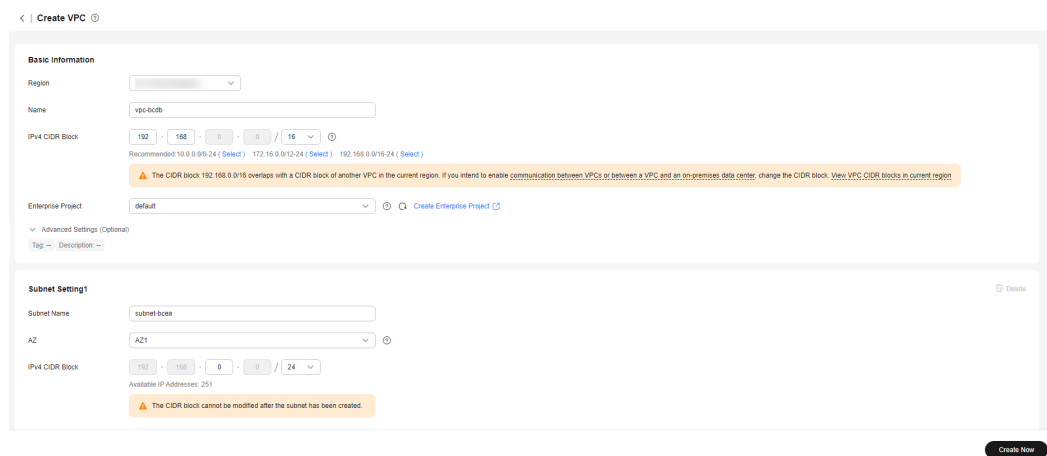 < | Create VPC ?
Basic Information
Region
Name vpc-bcdb
IPv4 CIDR Block 192 · 168 · 0 · 0 / 16 ?
Recommended:10.0.0.0/8-24 ( Select ) 172.16.0.0/12-24 ( Select ) 192.168.0.0/16-24 ( Select )
The CIDR block 192.168.0.0/16 overlaps with a CIDR block of another VPC in the current region. If you intend to enable communication between VPCs or between a VPC and an on-premises data center, change the CIDR block. View VPC CIDR blocks in current region
Enterprise Project default ? Create Enterprise Project
Advanced Settings (Optional)
Tag: -- Description: --
Subnet Setting1 Delete
Subnet Name subnet-bcea
AZ AZ1 ?
IPv4 CIDR Block 192 · 168 · 0 · 0 / 24
Available IP Addresses: 251
The CIDR block cannot be modified after the subnet has been created.
Create Now